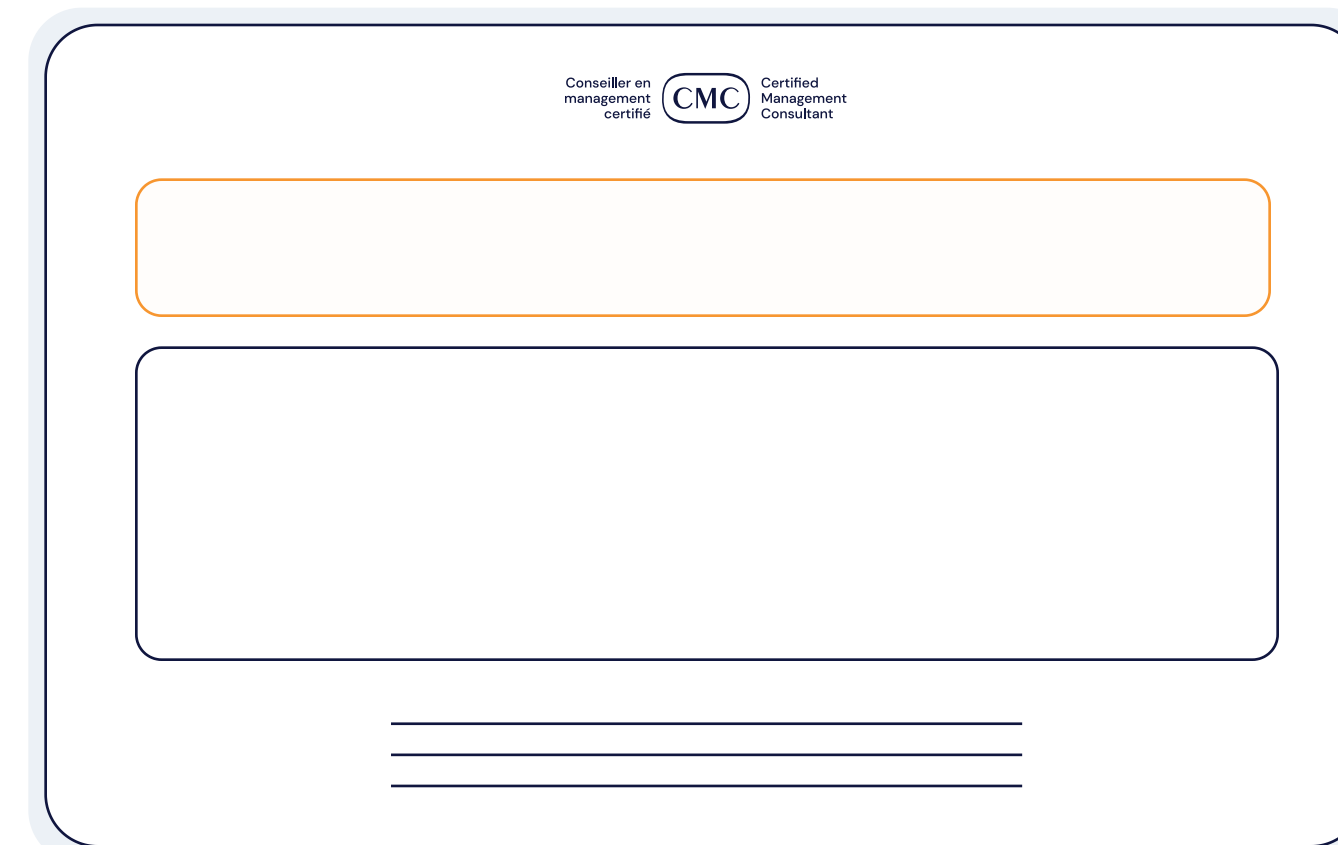 Conseiller en
management
certifié
CMC
Certified
Management
Consultant